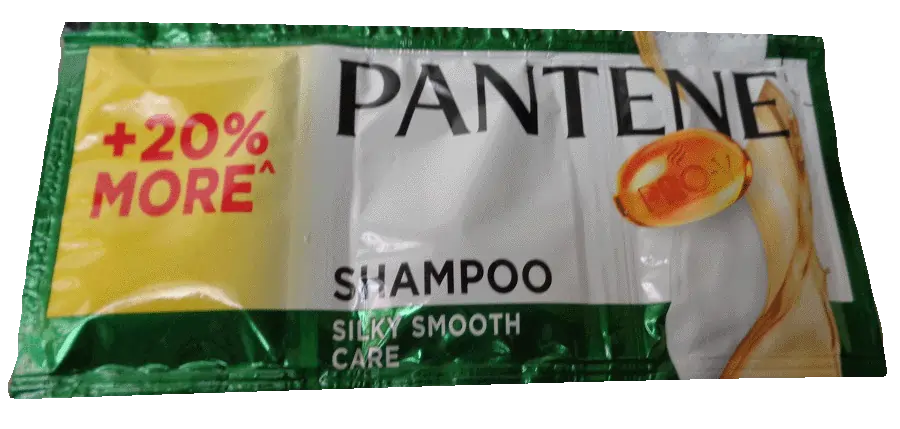 +20%
MORE^
PANTENE
SHAMPOO
SILKY SMOOTH
CARE